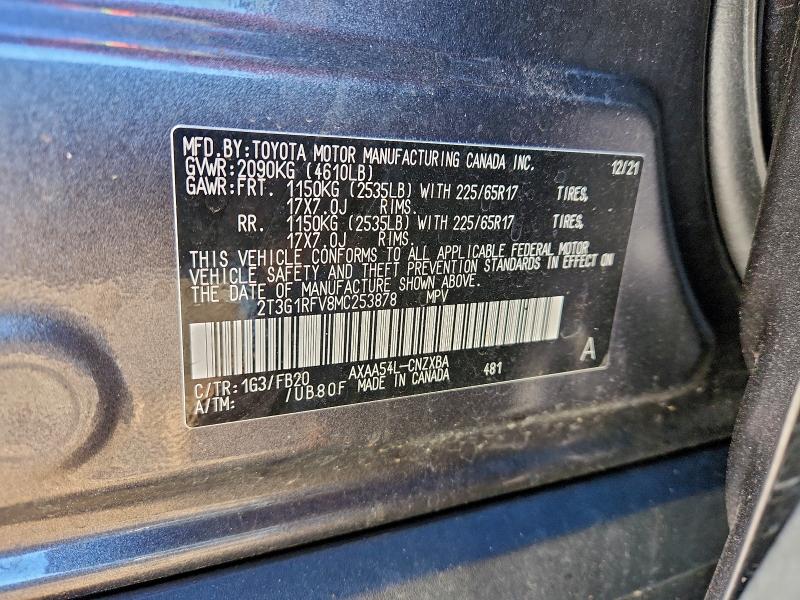 MFD.BY:TOYOTA MOTOR MANUFACTURING CANADA INC. 12/21
GVWR:2090KG (4610LB)
GAWR:FRT. 1150KG (2535LB) WITH 225/65R17 TIRES,
17X7.0J RIMS.
RR. 1150KG (2535LB) WITH 225/65R17 TIRES,
17X7.0J RIMS.
THIS VEHICLE CONFORMS TO ALL APPLICABLE FEDERAL MOTOR
VEHICLE SAFETY AND THEFT PREVENTION STANDARDS IN EFFECT ON
THE DATE OF MANUFACTURE SHOWN ABOVE.
2T3G1RFV8MC253878 MPV
A
C/TR:1G3/FB20 AXAA54L-CNZXBA 481
A/TM: /UB80F MADE IN CANADA